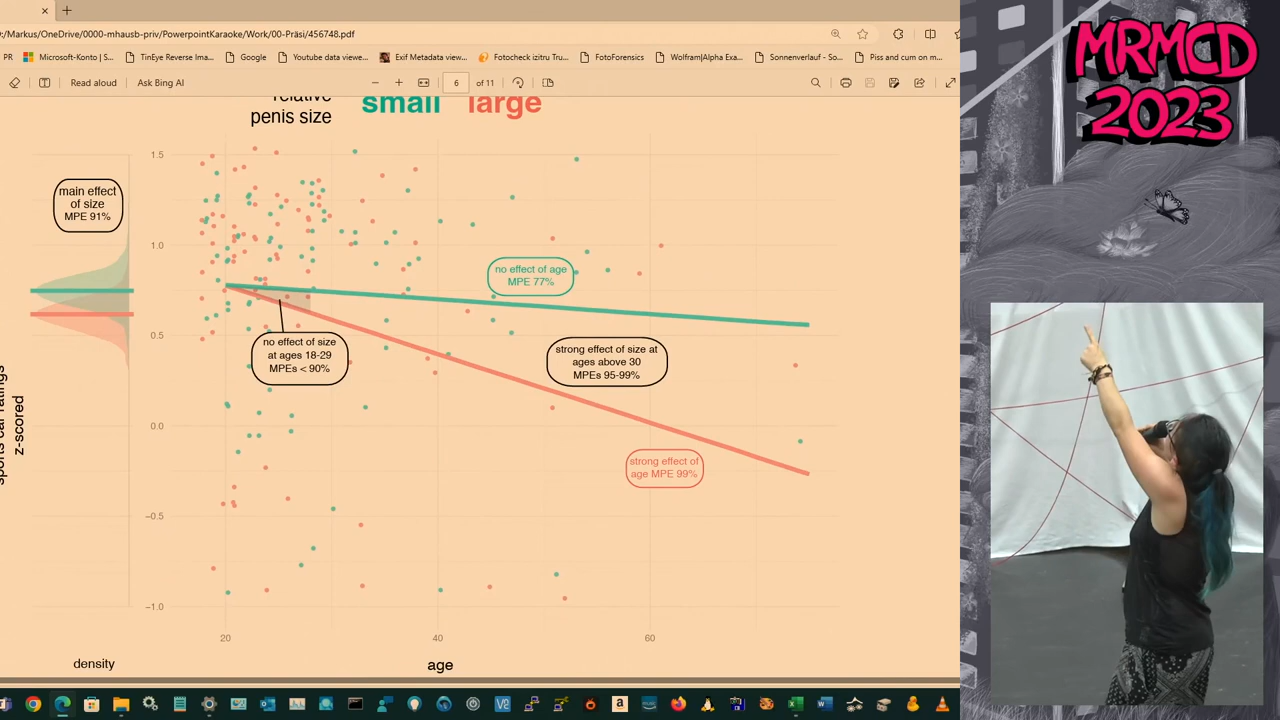 :/Markus/OneDrive/0000-mhausb-priv/PowerpointKaraoke/Work/00-Präsi/456748.pdf
PR Microsoft-Konto | S... TinEye Reverse Ima... Google Youtube data viewe... Exif Metadata viewe... Fotocheck izitru Tru... FotoForensics Wolfram|Alpha Exa... Sonnenverlauf - So... Piss and cum on m...
Read aloud Ask Bing AI 6 of 11
relative
penis size
small large
main effect
of size
MPE 91%
1.5
1.0
0.5
0.0
−0.5
−1.0
no effect of age
MPE 77%
no effect of size
at ages 18-29
MPEs < 90%
strong effect of size at
ages above 30
MPEs 95-99%
strong effect of
age MPE 99%
sports car ratings
z-scored
20 40 60
density
age
MRMCD
2023